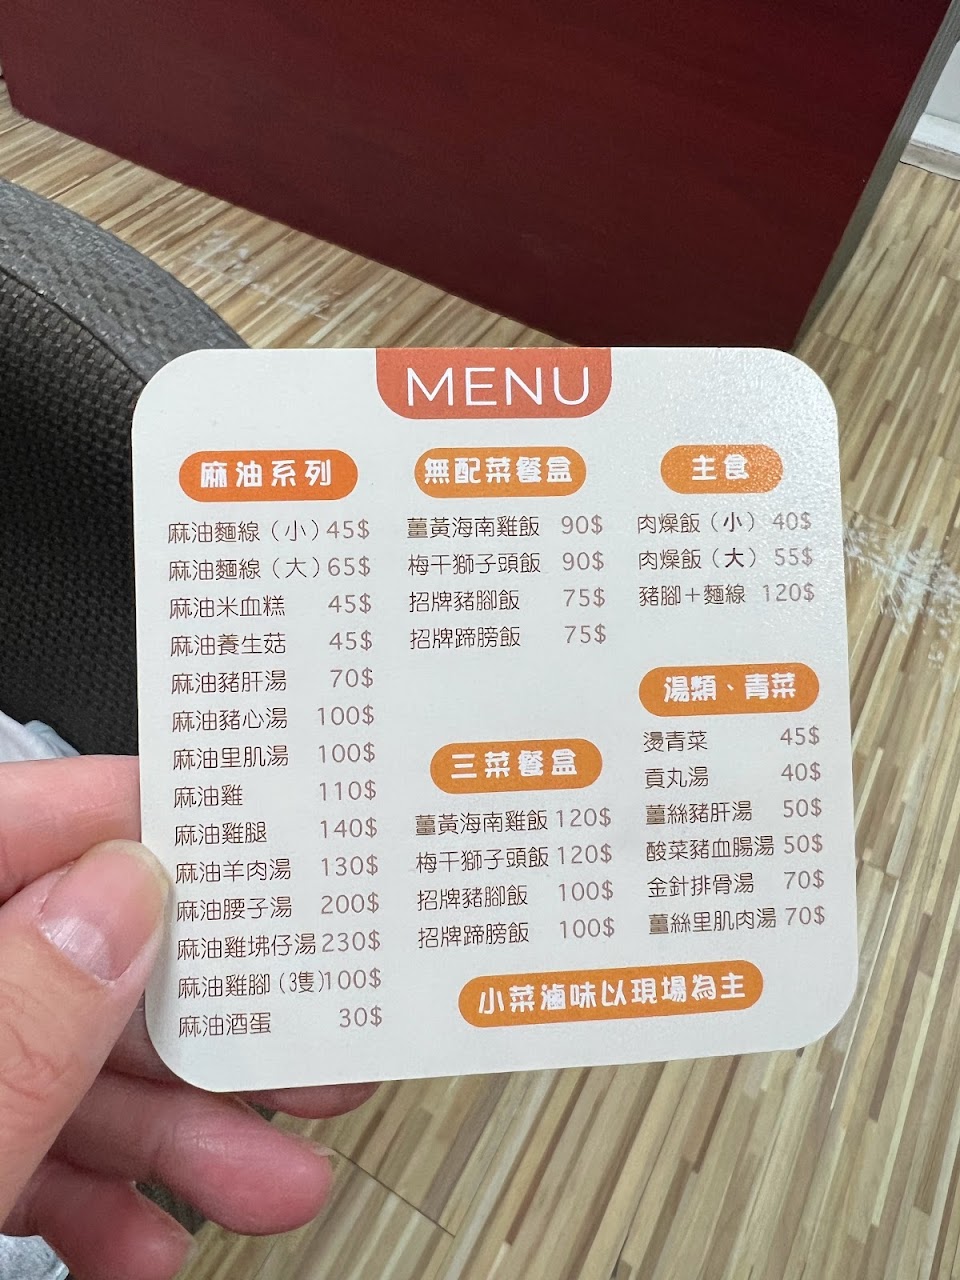 MENU
麻油系列
麻油麵線（小）45$
麻油麵線（大）65$
麻油米血糕 45$
麻油養生菇 45$
麻油豬肝湯 70$
麻油豬心湯 100$
麻油里肌湯 100$
麻油雞 110$
麻油雞腿 140$
麻油羊肉湯 130$
麻油腰子湯 200$
麻油雞坲仔湯 230$
麻油雞腳（3隻）100$
麻油酒蛋 30$
無配菜餐盒
薑黃海南雞飯 90$
梅干獅子頭飯 90$
招牌豬腳飯 75$
招牌蹄膀飯 75$
三菜餐盒
薑黃海南雞飯 120$
梅干獅子頭飯 120$
招牌豬腳飯 100$
招牌蹄膀飯 100$
主食
肉燥飯（小） 40$
肉燥飯（大） 55$
豬腳＋麵線 120$
湯類、青菜
燙青菜 45$
貢丸湯 40$
薑絲豬肝湯 50$
酸菜豬血腸湯 50$
金針排骨湯 70$
薑絲里肌肉湯 70$
小菜滷味以現場為主